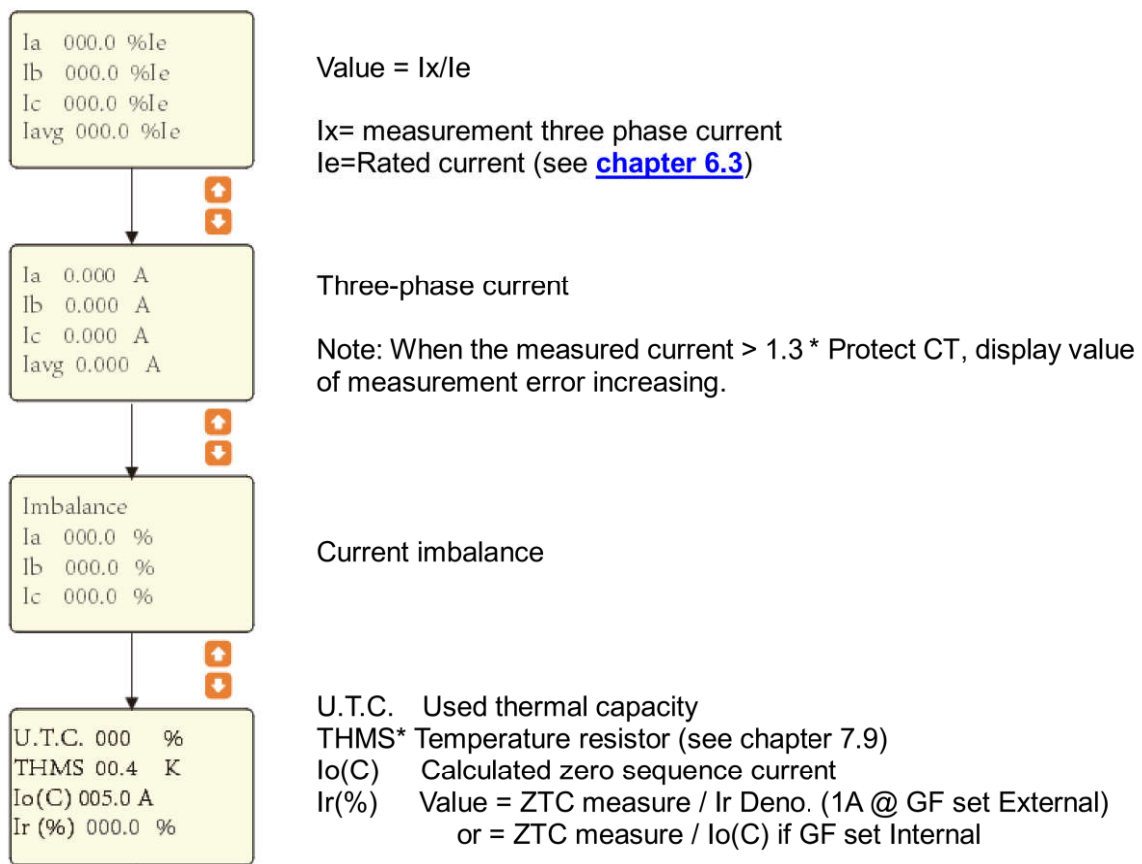 Ia 000.0 %Ie
Ib 000.0 %Ie
Ic 000.0 %Ie
Iavg 000.0 %Ie
Value = Ix/Ie
Ix= measurement three phase current
Ie=Rated current (see chapter 6.3)
Ia 0.000 A
Ib 0.000 A
Ic 0.000 A
Iavg 0.000 A
Three-phase current
Note: When the measured current > 1.3 * Protect CT, display value
of measurement error increasing.
Imbalance
Ia 000.0 %
Ib 000.0 %
Ic 000.0 %
Current imbalance
U.T.C. 000 %
THMS 00.4 K
Io(C) 005.0 A
Ir (%) 000.0 %
U.T.C. Used thermal capacity
THMS* Temperature resistor (see chapter 7.9)
Io(C) Calculated zero sequence current
Ir(%) Value = ZTC measure / Ir Deno. (1A @ GF set External)
or = ZTC measure / Io(C) if GF set Internal